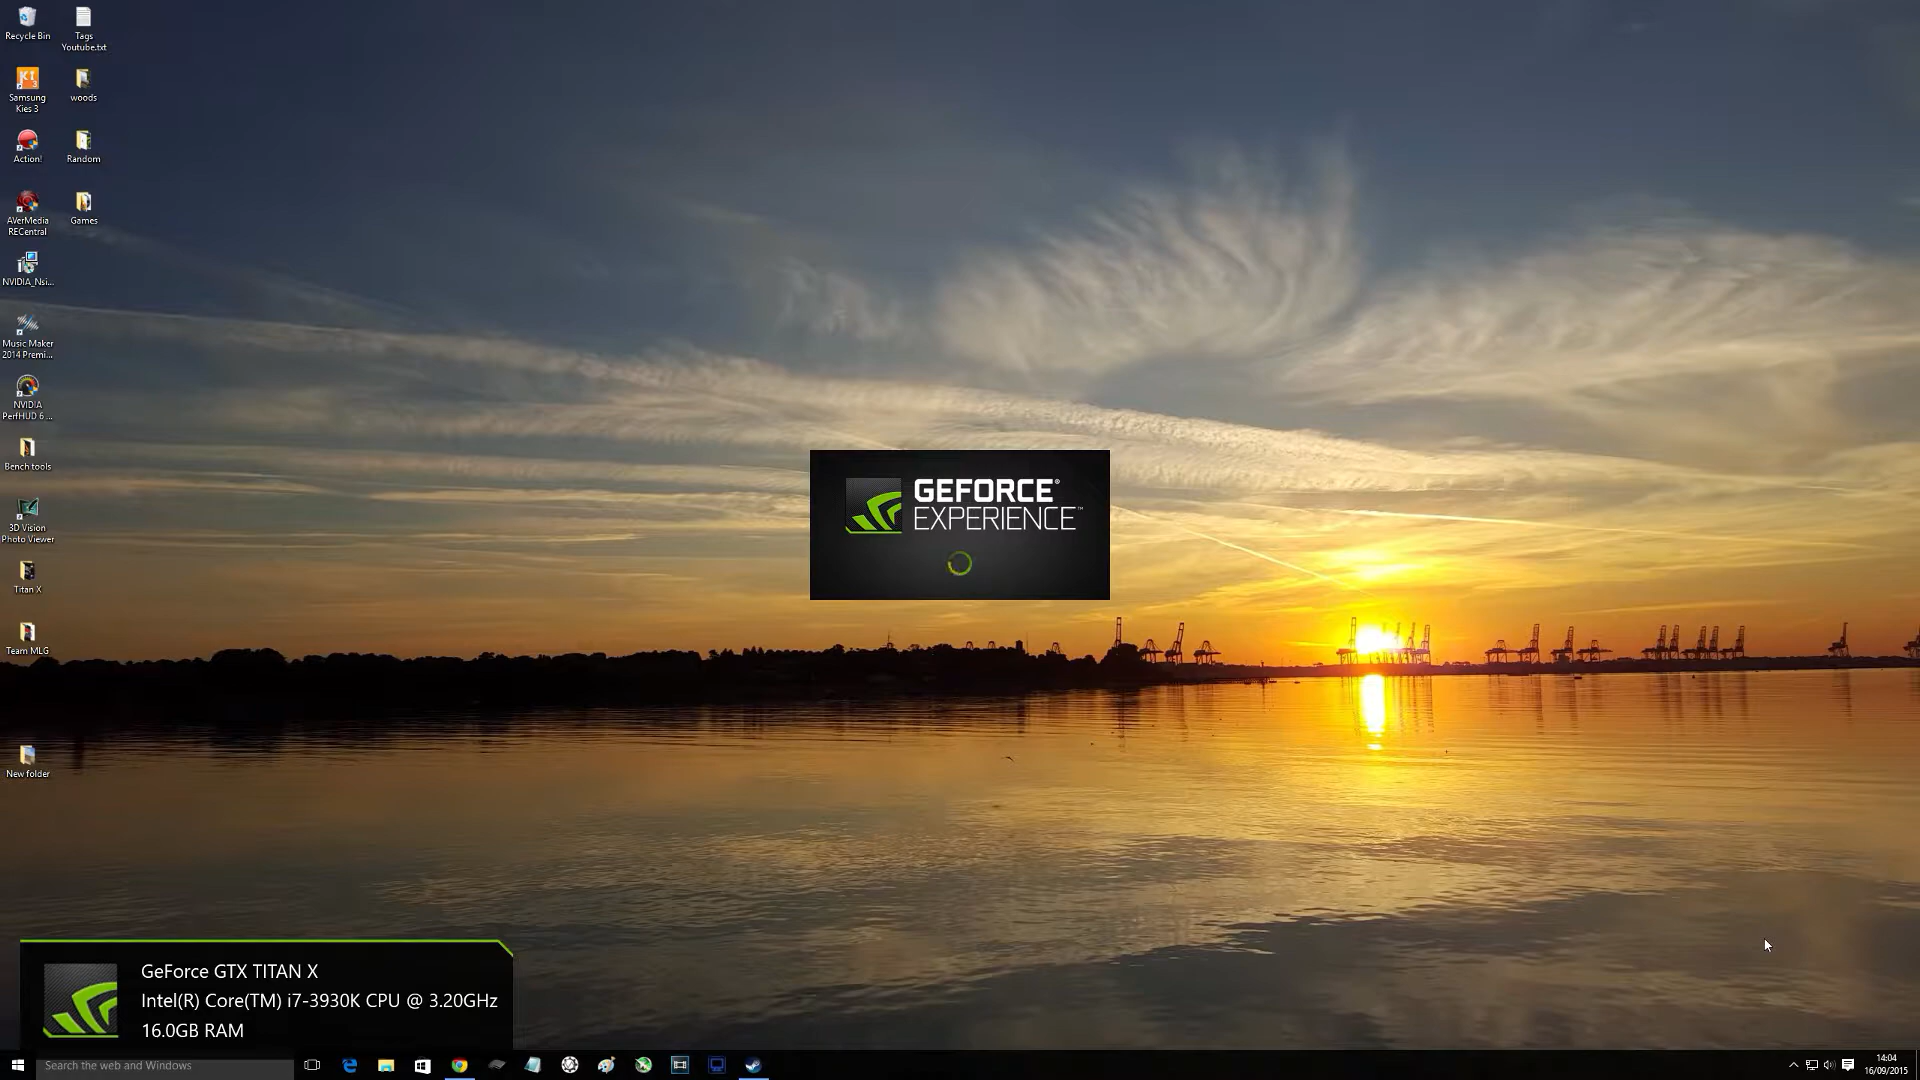 Recycle Bin
Tags
Youtube.txt
Samsung
Kies 3
woods
Action!
Random
AVerMedia
RECentral
Games
NVIDIA_Nsi...
Music Maker
2014 Premi...
NVIDIA
PerfHUD 6 ...
Bench tools
3D Vision
Photo Viewer
Titan X
Team MLG
New folder
GEFORCE®
EXPERIENCE™
GeForce GTX TITAN X
Intel(R) Core(TM) i7-3930K CPU @ 3.20GHz
16.0GB RAM
Search the web and Windows
14:04
16/09/2015